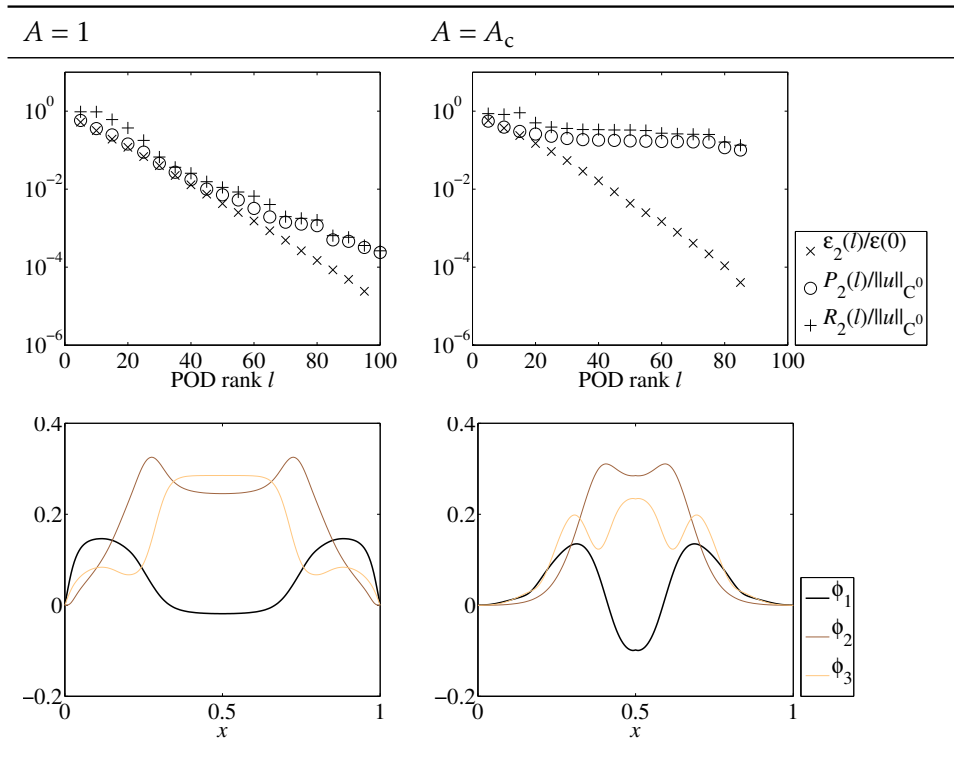 A = 1
A = A_c
10^0
10^−2
10^−4
10^−6
0 20 40 60 80 100
POD rank l
10^0
10^−2
10^−4
10^−6
0 20 40 60 80 100
POD rank l
× ε_2(l)/ε(0)
○ P_2(l)/||u||_{C^0}
+ R_2(l)/||u||_{C^0}
0.4
0.2
0
−0.2
0 0.5 1
x
0.4
0.2
0
−0.2
0 0.5 1
x
ϕ_1
ϕ_2
ϕ_3